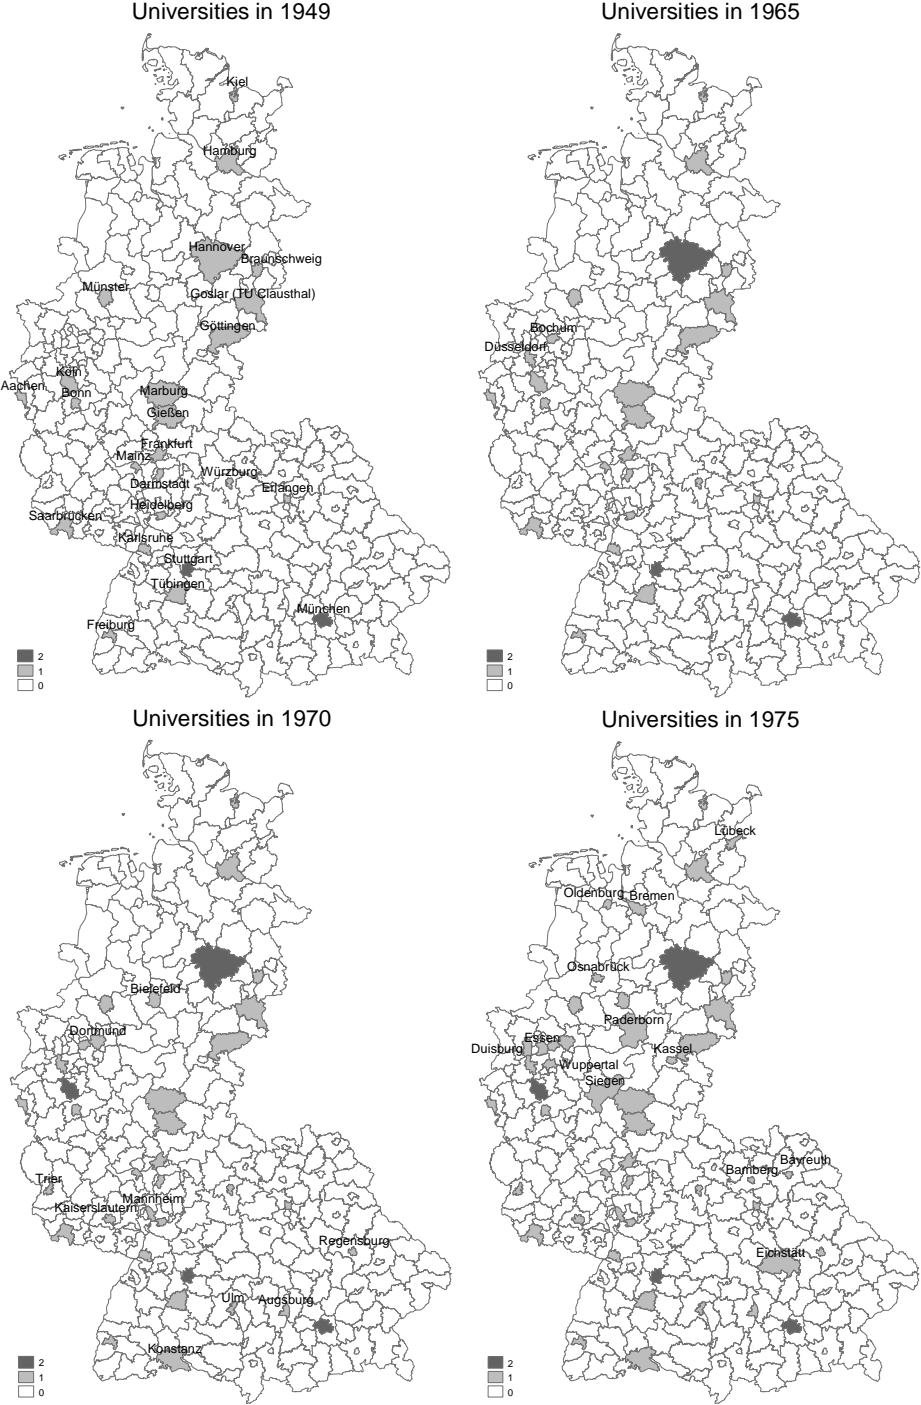 Universities in 1949
Kiel
Hamburg
Hannover
Braunschweig
Münster
Goslar (TU Clausthal)
Göttingen
Köln
Aachen
Bonn
Marburg
Gießen
Frankfurt
Mainz
Würzburg
Darmstadt
Erlangen
Heidelberg
Saarbrücken
Karlsruhe
Stuttgart
Tübingen
München
Freiburg
2
1
0
Universities in 1965
Bochum
Düsseldorf
2
1
0
Universities in 1970
Bielefeld
Dortmund
Trier
Mannheim
Kaiserslautern
Regensburg
Ulm
Augsburg
Konstanz
2
1
0
Universities in 1975
Lübeck
Oldenburg
Bremen
Osnabrück
Paderborn
Essen
Duisburg
Kassel
Wuppertal
Siegen
Bayreuth
Bamberg
Eichstätt
2
1
0